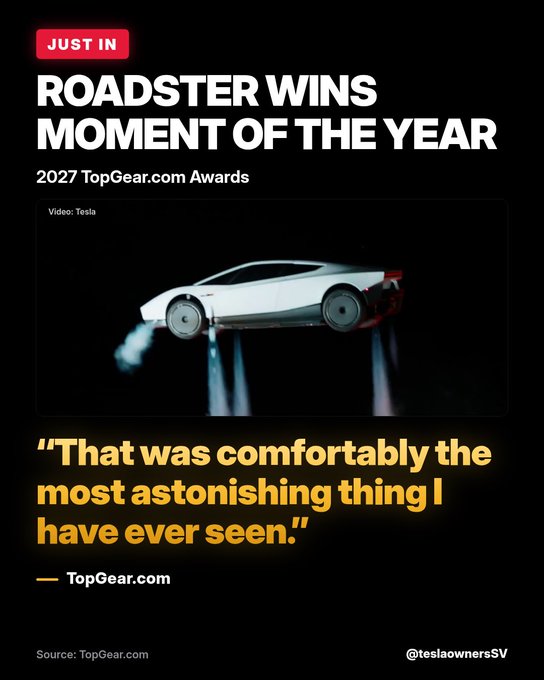 JUST IN
ROADSTER WINS
MOMENT OF THE YEAR
2027 TopGear.com Awards
Video: Tesla
“That was comfortably the
most astonishing thing I
have ever seen.”
— TopGear.com
Source: TopGear.com
@teslaownersSV